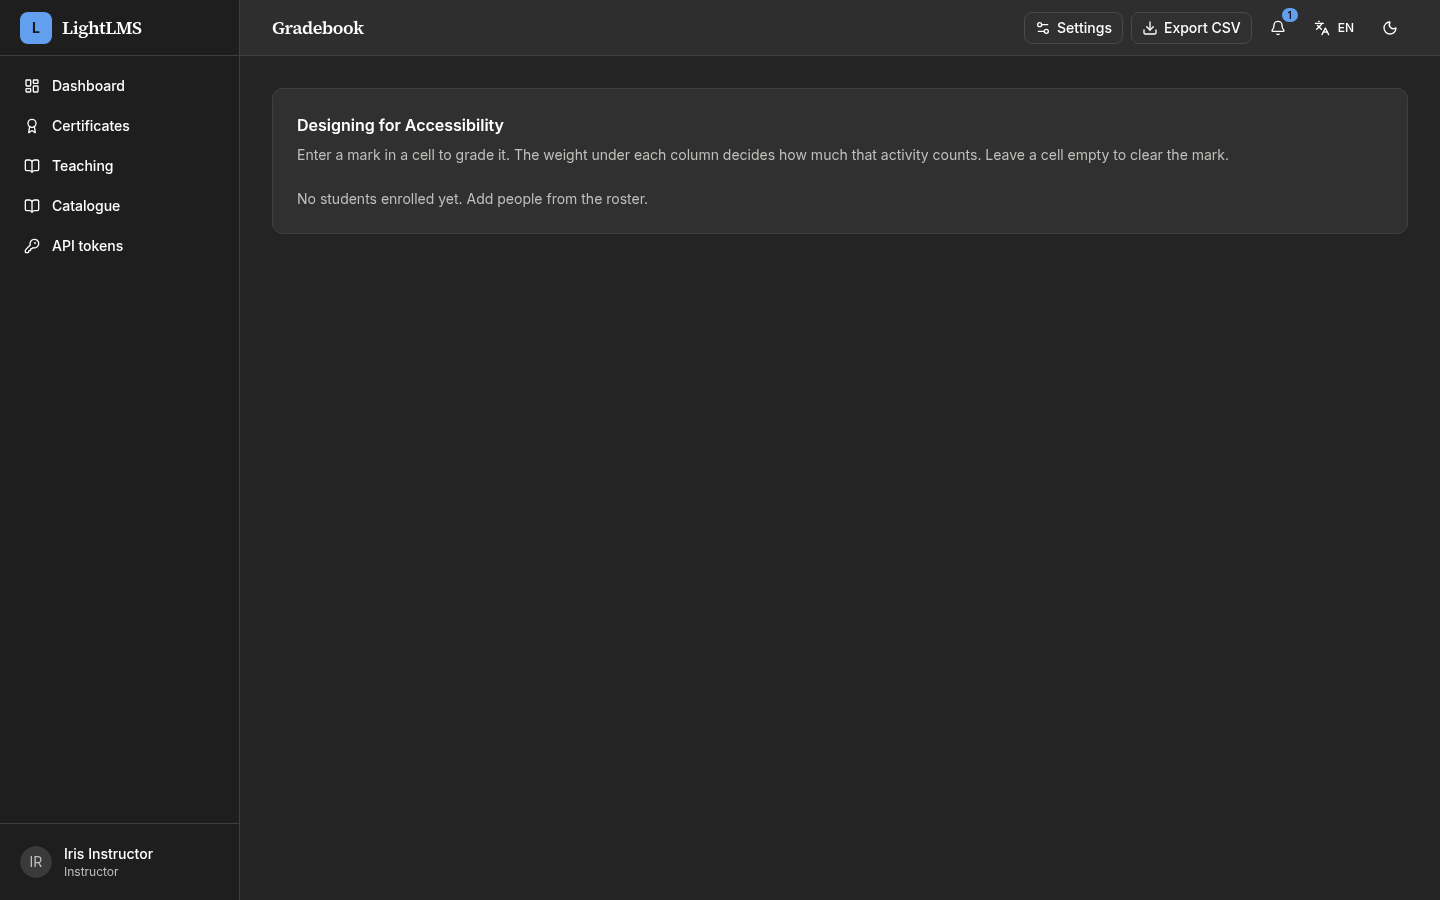 L LightLMS
Dashboard
Certificates
Teaching
Catalogue
API tokens
Iris Instructor
IR
Instructor
Gradebook
Settings
Export CSV
1
EN
Designing for Accessibility
Enter a mark in a cell to grade it. The weight under each column decides how much that activity counts. Leave a cell empty to clear the mark.
No students enrolled yet. Add people from the roster.